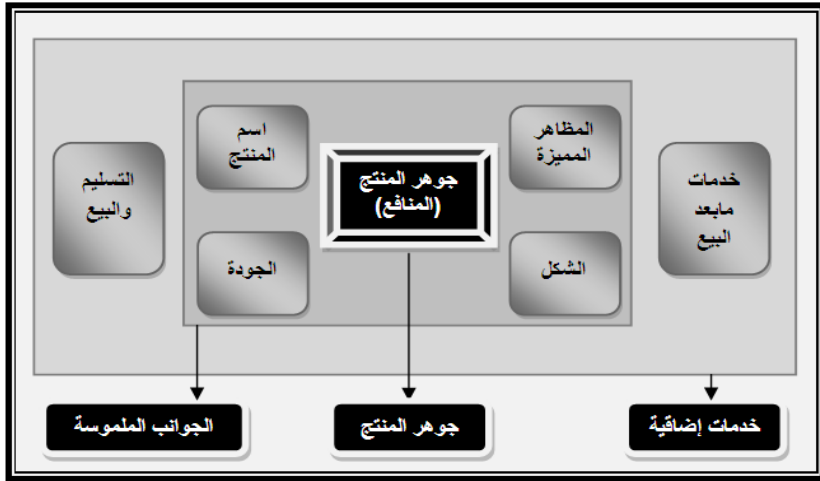 المظاهر
المميزة
اسم
المنتج
جوهر المنتج
(المنافع)
خدمات
مابعد
البيع
التسليم
والبيع
الشكل
الجودة
خدمات إضاقية
جوهر المنتج
الجوانب الملموسة